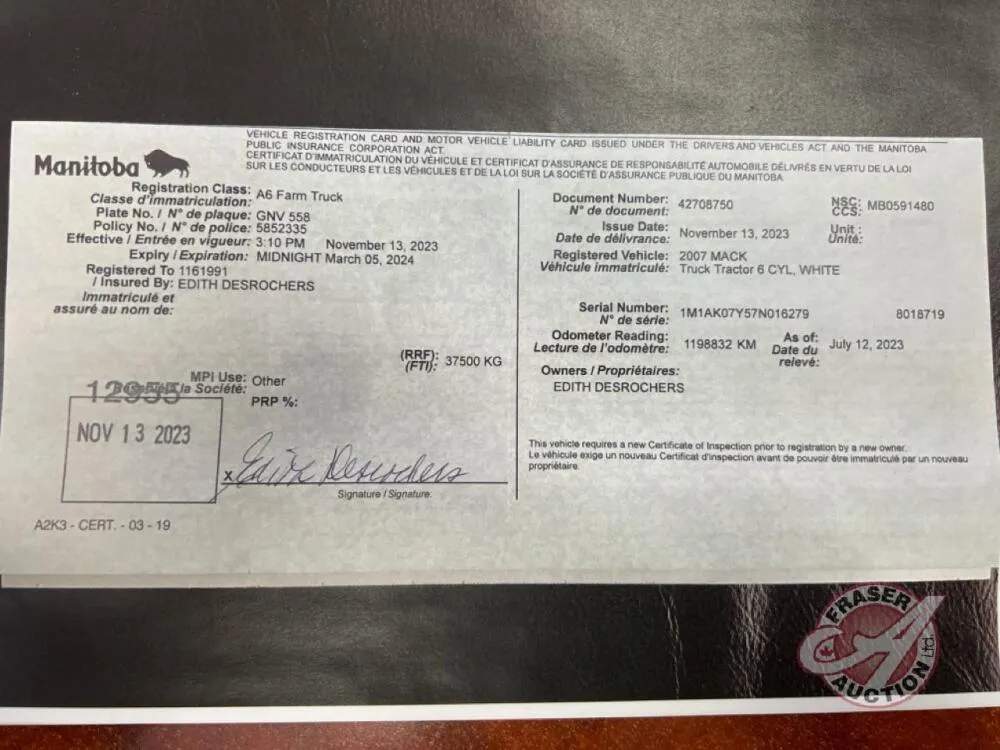 VEHICLE REGISTRATION CARD AND MOTOR VEHICLE LIABILITY CARD ISSUED UNDER THE DRIVERS AND VEHICLES ACT AND THE MANITOBA
PUBLIC INSURANCE CORPORATION ACT.
CERTIFICAT D'IMMATRICULATION DU VÉHICULE ET CERTIFICAT D'ASSURANCE DE RESPONSABILITÉ AUTOMOBILE DÉLIVRÉS EN VERTU DE LA LOI
SUR LES CONDUCTEURS ET LES VÉHICULES ET DE LA LOI SUR LA SOCIÉTÉ D'ASSURANCE PUBLIQUE DU MANITOBA
Manitoba
Registration Class: A6 Farm Truck
Classe d'immatriculation:
Plate No. / N° de plaque: GNV 558
Policy No. / N° de police: 5852335
Effective / Entrée en vigueur: 3:10 PM November 13, 2023
Expiry / Expiration: MIDNIGHT March 05, 2024
Registered To 1161991
/ Insured By: EDITH DESROCHERS
Immatriculé et
assuré au nom de:
(RRF): 37500 KG
(FTI):
MPI Use: Other
la Société:
12955
PRP %:
NOV 13 2023
x Edith Desrochers
Signature / Signature:
A2K3 - CERT. - 03 - 19
Document Number: 42708750
N° de document:
NSC: MB0591480
CCS:
Issue Date: November 13, 2023
Date de délivrance:
Unit :
Unité:
Registered Vehicle: 2007 MACK
Véhicule immatriculé: Truck Tractor 6 CYL, WHITE
Serial Number: 1M1AK07Y57N016279 8018719
N° de série:
Odometer Reading: 1198832 KM
Lecture de l'odomètre:
As of: July 12, 2023
Date du
relevé:
Owners / Propriétaires:
EDITH DESROCHERS
This vehicle requires a new Certificate of Inspection prior to registration by a new owner.
Le véhicule exige un nouveau Certificat d'inspection avant de pouvoir être immatriculé par un nouveau
propriétaire.
FRASER
AUCTION
Ltd.